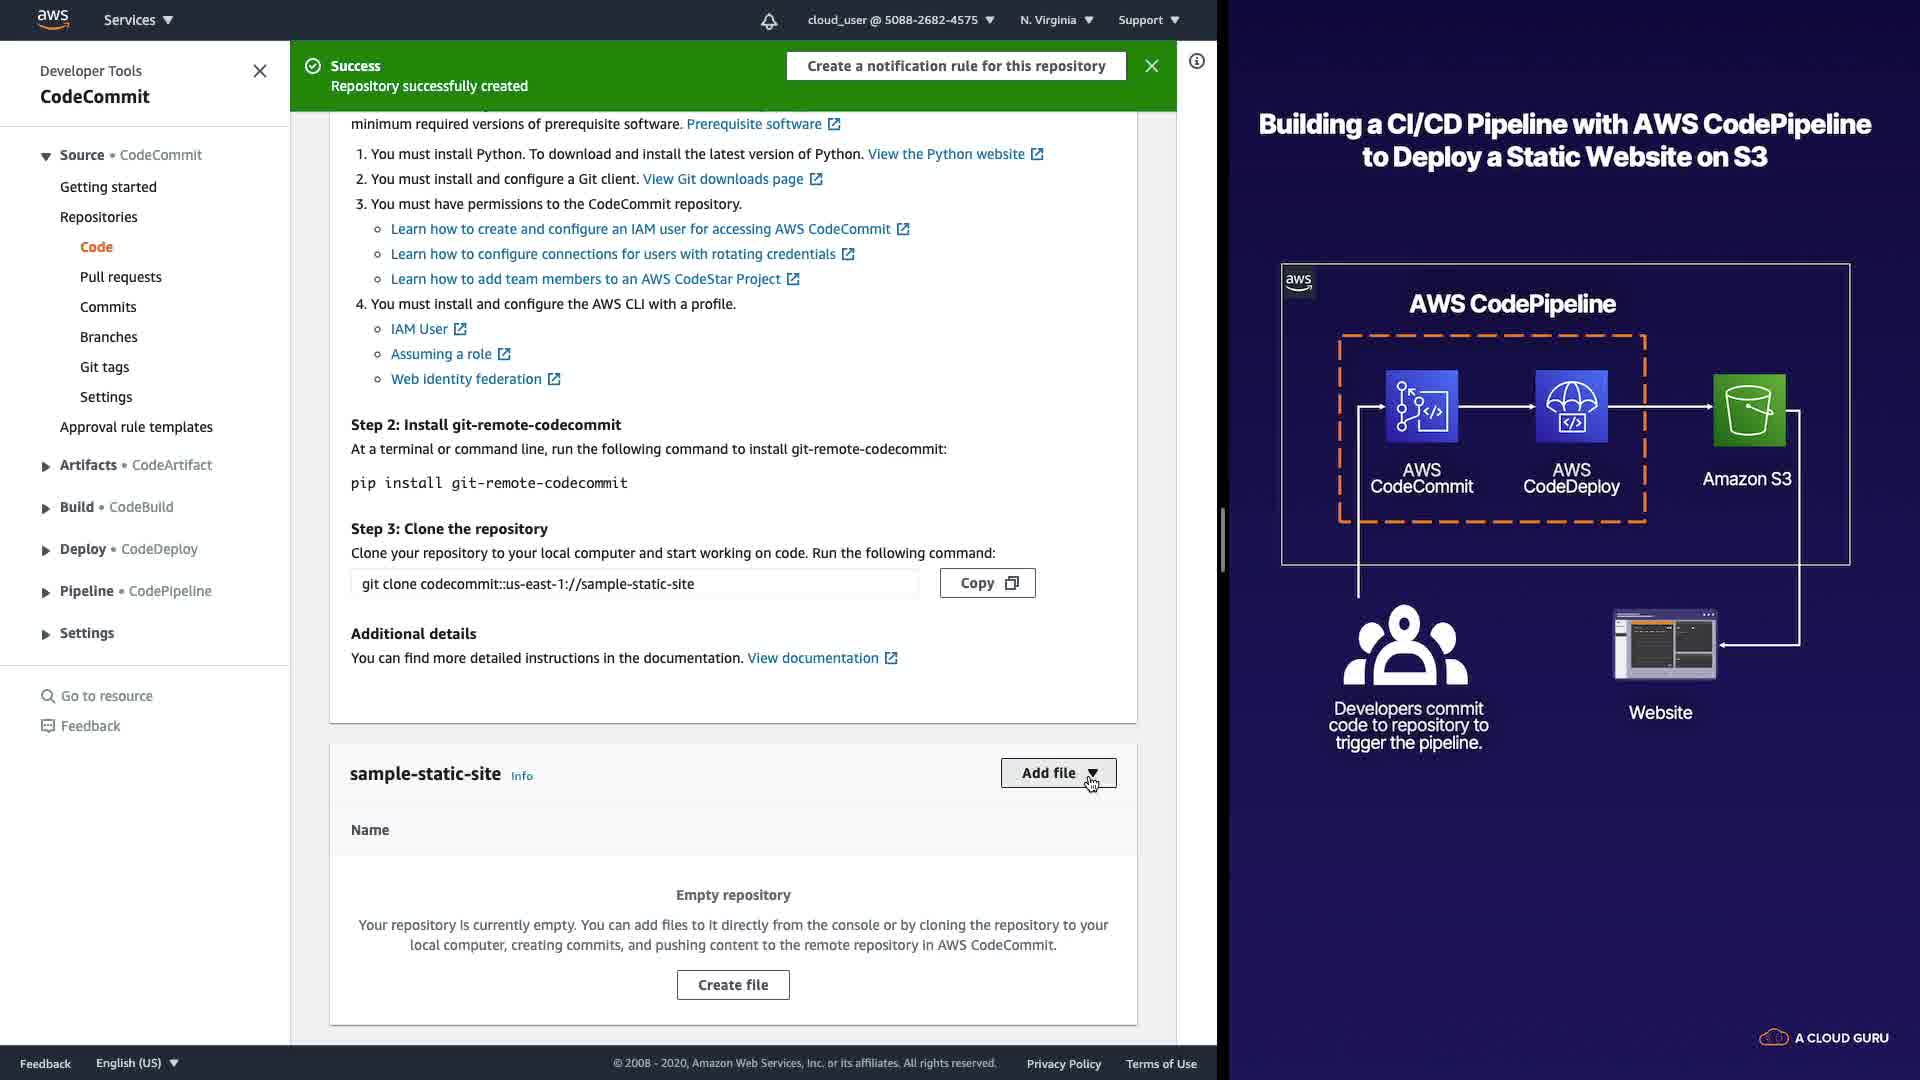 aws
Services ▼
cloud_user @ 5088-2682-4575 ▼
N. Virginia ▼
Support ▼
Developer Tools
CodeCommit
Source • CodeCommit
Getting started
Repositories
Code
Pull requests
Commits
Branches
Git tags
Settings
Approval rule templates
Artifacts • CodeArtifact
Build • CodeBuild
Deploy • CodeDeploy
Pipeline • CodePipeline
Settings
Go to resource
Feedback
Success
Repository successfully created
Create a notification rule for this repository
minimum required versions of prerequisite software. Prerequisite software
1. You must install Python. To download and install the latest version of Python. View the Python website
2. You must install and configure a Git client. View Git downloads page
3. You must have permissions to the CodeCommit repository.
Learn how to create and configure an IAM user for accessing AWS CodeCommit
Learn how to configure connections for users with rotating credentials
Learn how to add team members to an AWS CodeStar Project
4. You must install and configure the AWS CLI with a profile.
IAM User
Assuming a role
Web identity federation
Step 2: Install git-remote-codecommit
At a terminal or command line, run the following command to install git-remote-codecommit:
pip install git-remote-codecommit
Step 3: Clone the repository
Clone your repository to your local computer and start working on code. Run the following command:
git clone codecommit::us-east-1://sample-static-site
Copy
Additional details
You can find more detailed instructions in the documentation. View documentation
sample-static-site Info
Add file ▼
Name
Empty repository
Your repository is currently empty. You can add files to it directly from the console or by cloning the repository to your
local computer, creating commits, and pushing content to the remote repository in AWS CodeCommit.
Create file
Feedback
English (US) ▼
© 2008 - 2020, Amazon Web Services, Inc. or its affiliates. All rights reserved.
Privacy Policy
Terms of Use
Building a CI/CD Pipeline with AWS CodePipeline
to Deploy a Static Website on S3
aws
AWS CodePipeline
AWS
CodeCommit
AWS
CodeDeploy
Amazon S3
Developers commit
code to repository to
trigger the pipeline.
Website
A CLOUD GURU